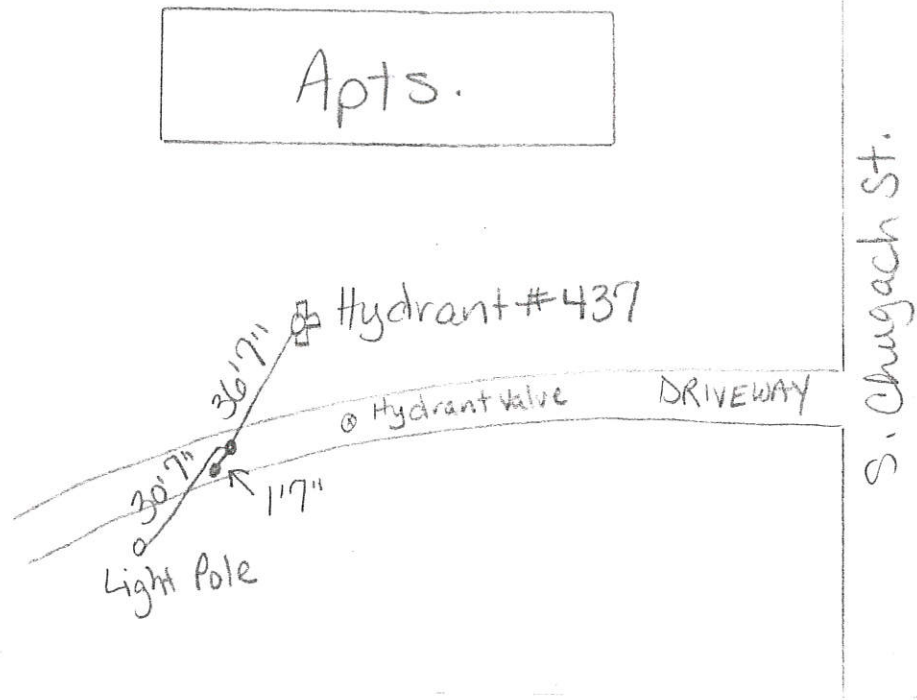 Apts.
S. Chugach St.
Hydrant #437
36'7"
DRIVEWAY
Hydrant Valve
30'7"
1'7"
Light Pole